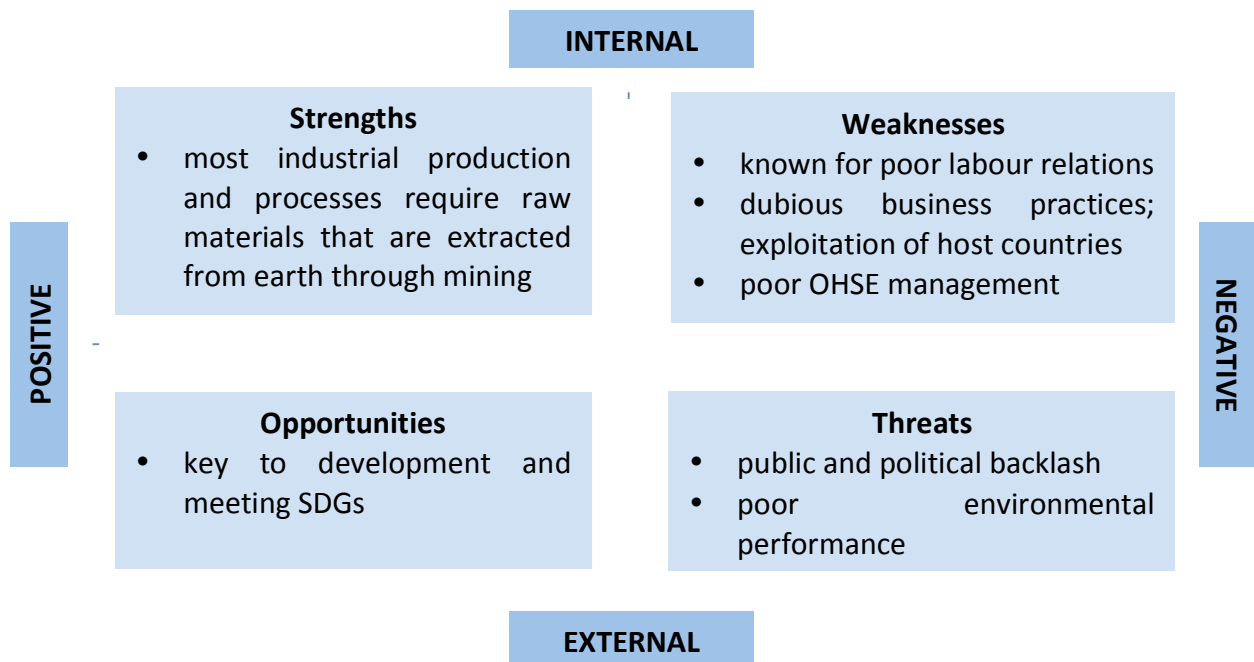 INTERNAL
Strengths
• most industrial production
and processes require raw
materials that are extracted
from earth through mining
Weaknesses
• known for poor labour relations
• dubious business practices;
exploitation of host countries
• poor OHSE management
POSITIVE
NEGATIVE
Opportunities
• key to development and
meeting SDGs
Threats
• public and political backlash
• poor environmental
performance
EXTERNAL